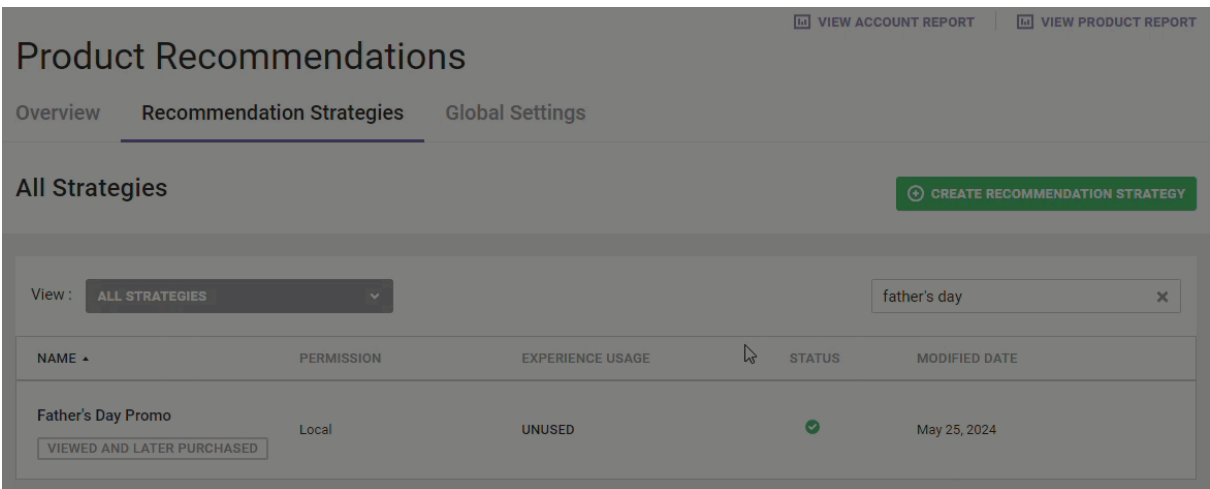 VIEW ACCOUNT REPORT
VIEW PRODUCT REPORT
Product Recommendations
Overview
Recommendation Strategies
Global Settings
All Strategies
CREATE RECOMMENDATION STRATEGY
View :
ALL STRATEGIES
father's day
NAME
PERMISSION
EXPERIENCE USAGE
STATUS
MODIFIED DATE
Father's Day Promo
VIEWED AND LATER PURCHASED
Local
UNUSED
May 25, 2024